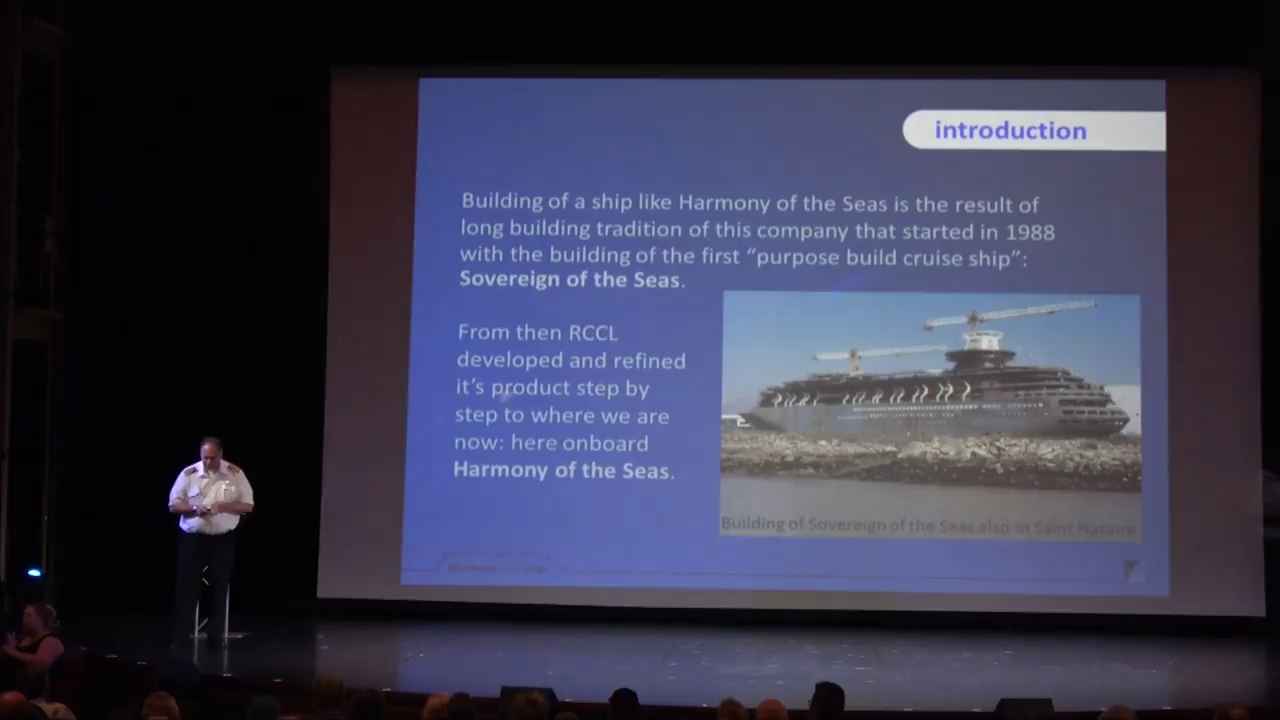 introduction
Building of a ship like Harmony of the Seas is the result of
long building tradition of this company that started in 1988
with the building of the first “purpose build cruise ship”:
Sovereign of the Seas.
From then RCCL
developed and refined
it’s product step by
step to where we are
now: here onboard
Harmony of the Seas.
Building of Sovereign of the Seas also in Saint Nazaire